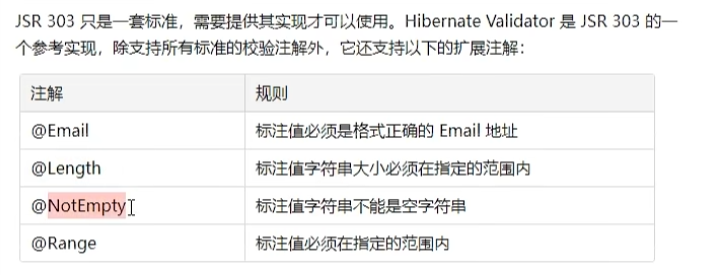 JSR 303 只是一套标准，需要提供其实现才可以使用。Hibernate Validator 是 JSR 303 的一
个参考实现，除支持所有标准的校验注解外，它还支持以下的扩展注解：
注解 规则
@Email 标注值必须是格式正确的 Email 地址
@Length 标注值字符串大小必须在指定的范围内
@NotEmpty 标注值字符串不能是空字符串
@Range 标注值必须在指定的范围内